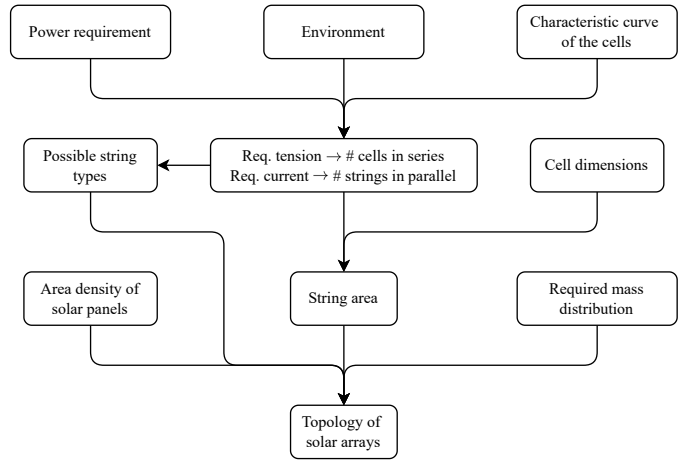 Power requirement
Environment
Characteristic curve
of the cells
Possible string
types
Req. tension → # cells in series
Req. current → # strings in parallel
Cell dimensions
Area density of
solar panels
String area
Required mass
distribution
Topology of
solar arrays